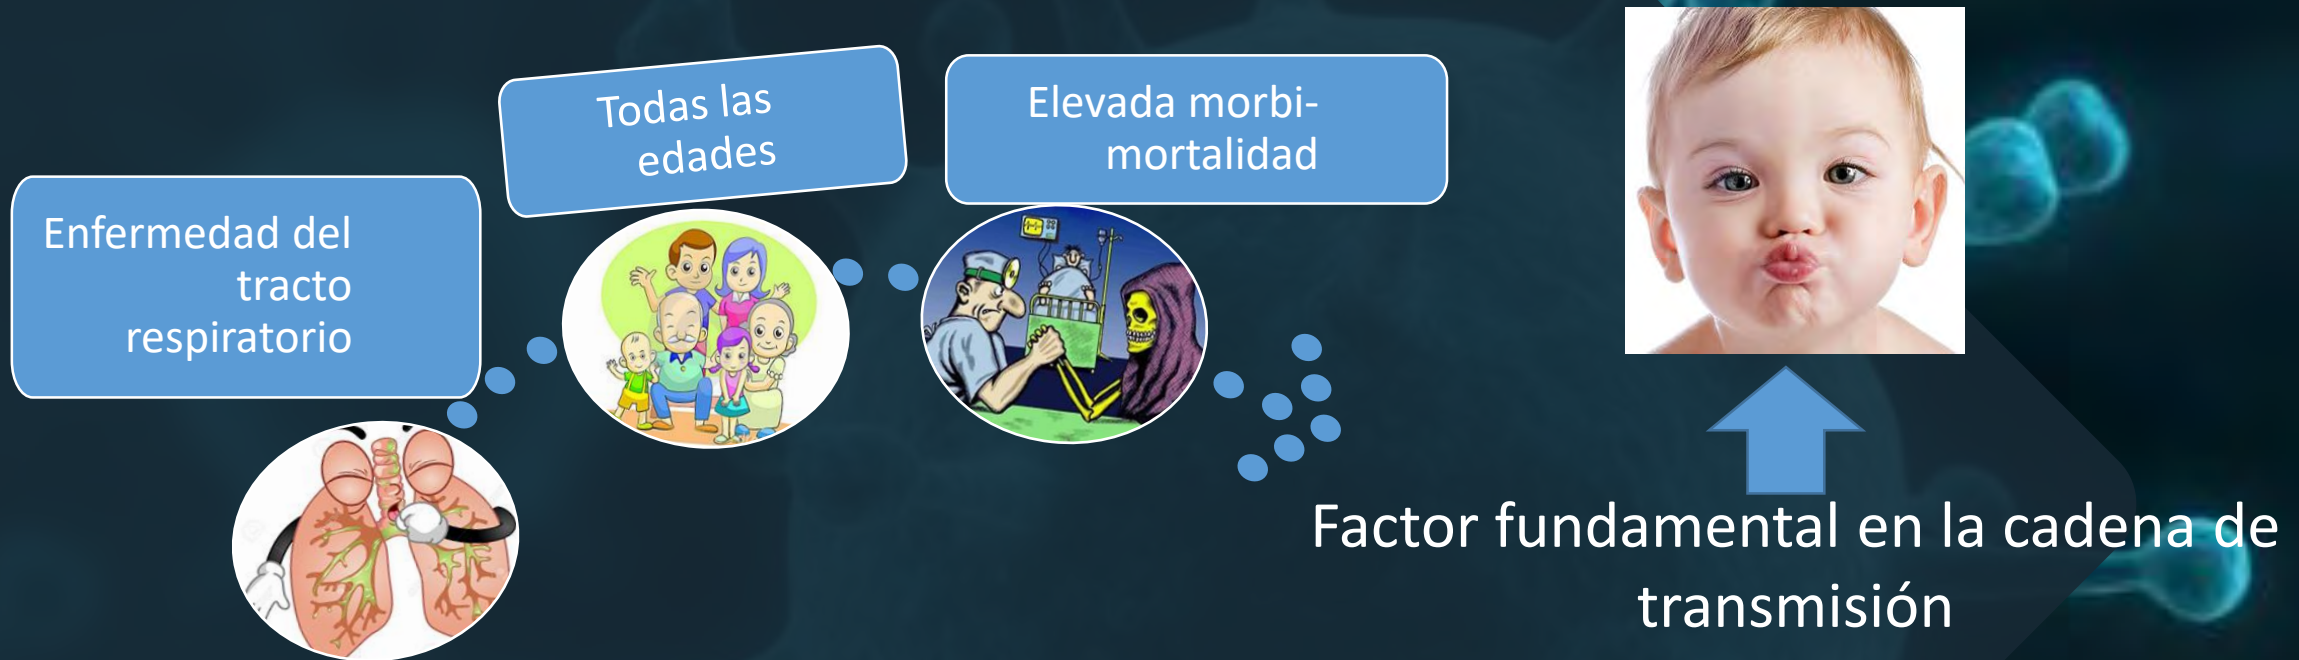 Enfermedad del
tracto
respiratorio
Todas las
edades
Elevada morbi-
mortalidad
Factor fundamental en la cadena de
transmisión